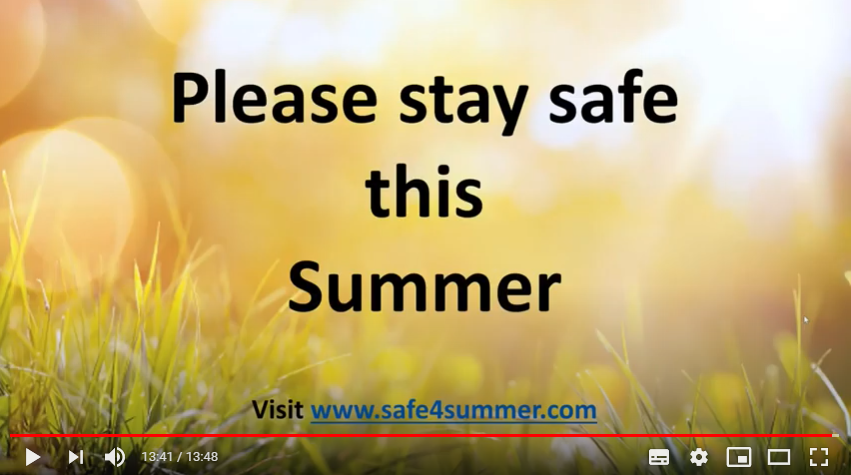 Please stay safe
this
Summer
Visit www.safe4summer.com
13:41 / 13:48